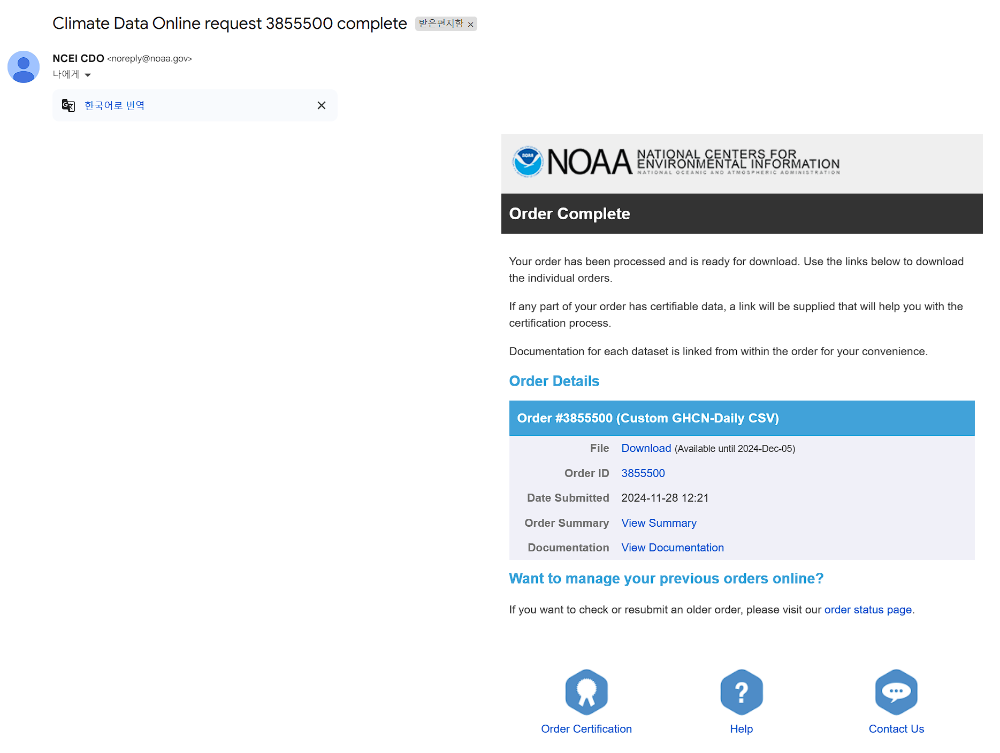 Climate Data Online request 3855500 complete 받은편지함 ×
NCEI CDO <noreply@noaa.gov>
나에게
한국어로 번역
NOAA NATIONAL CENTERS FOR
ENVIRONMENTAL INFORMATION
NATIONAL OCEANIC AND ATMOSPHERIC ADMINISTRATION
Order Complete
Your order has been processed and is ready for download. Use the links below to download
the individual orders.
If any part of your order has certifiable data, a link will be supplied that will help you with the
certification process.
Documentation for each dataset is linked from within the order for your convenience.
Order Details
Order #3855500 (Custom GHCN-Daily CSV)
File Download (Available until 2024-Dec-05)
Order ID 3855500
Date Submitted 2024-11-28 12:21
Order Summary View Summary
Documentation View Documentation
Want to manage your previous orders online?
If you want to check or resubmit an older order, please visit our order status page.
Order Certification Help Contact Us